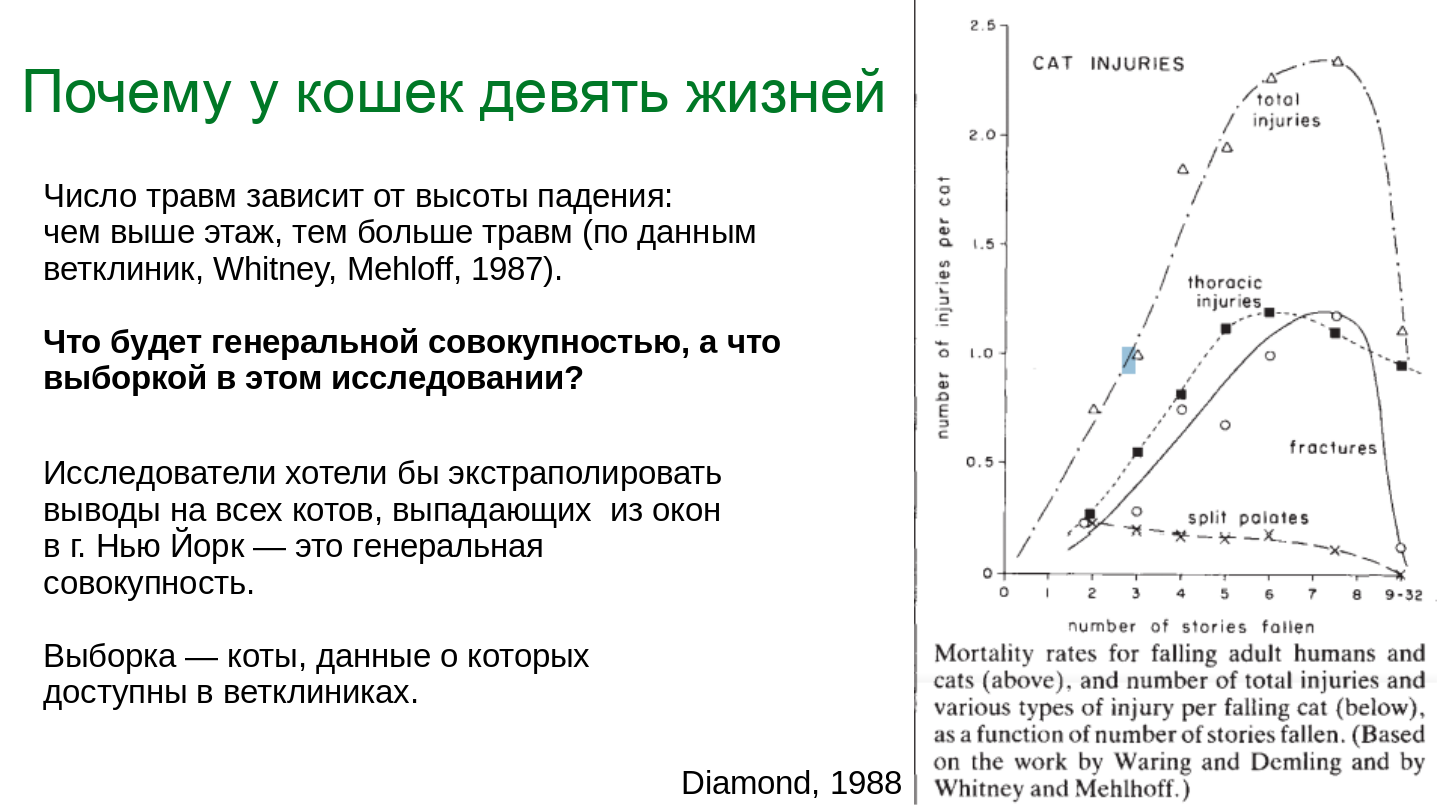 Почему у кошек девять жизней
Число травм зависит от высоты падения:
чем выше этаж, тем больше травм (по данным
ветклиник, Whitney, Mehloff, 1987).
Что будет генеральной совокупностью, а что
выборкой в этом исследовании?
Исследователи хотели бы экстраполировать
выводы на всех котов, выпадающих  из окон
в г. Нью Йорк — это генеральная
совокупность.
Выборка — коты, данные о которых
доступны в ветклиниках.
Diamond, 1988
CAT INJURIES
number of injuries per cat
2.5
2.0
1.5
1.0
0.5
0
total
injuries
thoracic
injuries
fractures
split palates
0 1 2 3 4 5 6 7 8 9-32
number of stories fallen
Mortality rates for falling adult humans and
cats (above), and number of total injuries and
various types of injury per falling cat (below),
as a function of number of stories fallen. (Based
on the work by Waring and Demling and by
Whitney and Mehlhoff.)